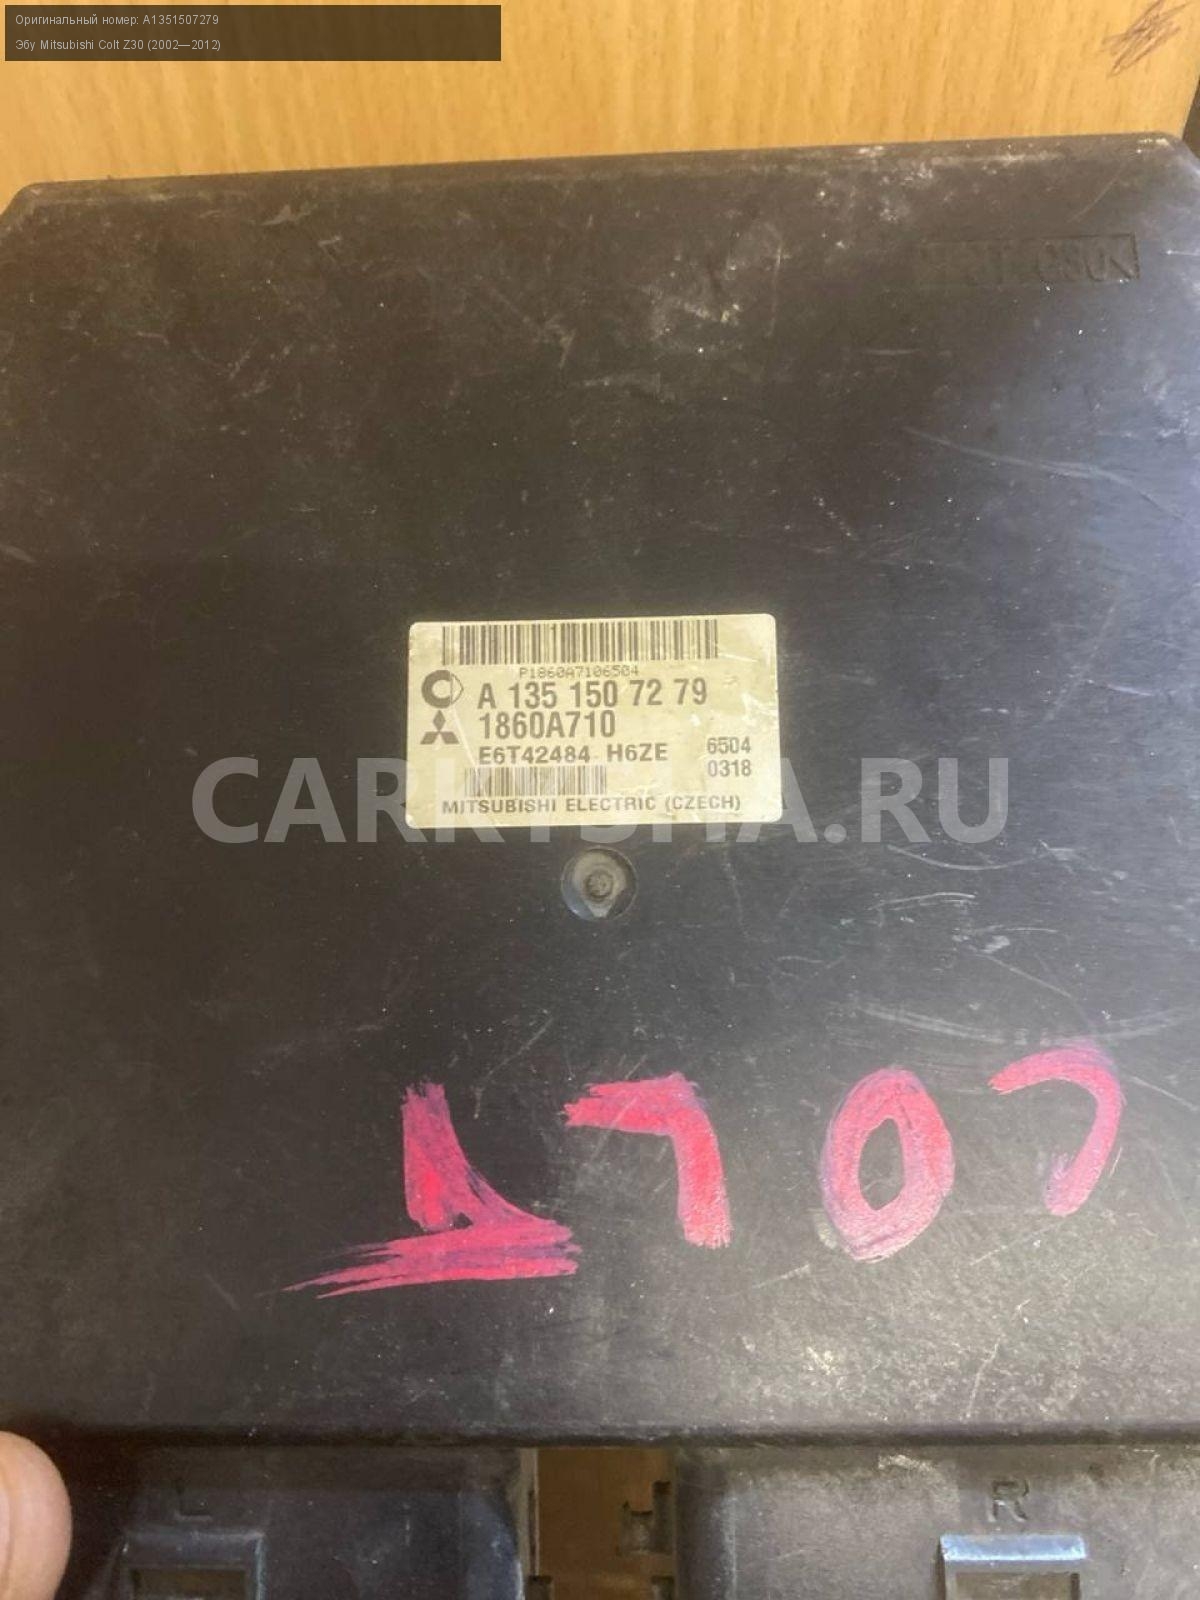 Оригинальный номер: A1351507279
Эбу Mitsubishi Colt Z30 (2002—2012)
P1860A7106504
A 135 150 72 79
1860A710
E6T42484 H6ZE
6504
0318
MITSUBISHI ELECTRIC (CZECH)
CARKYSHA.RU
COLT
L
R